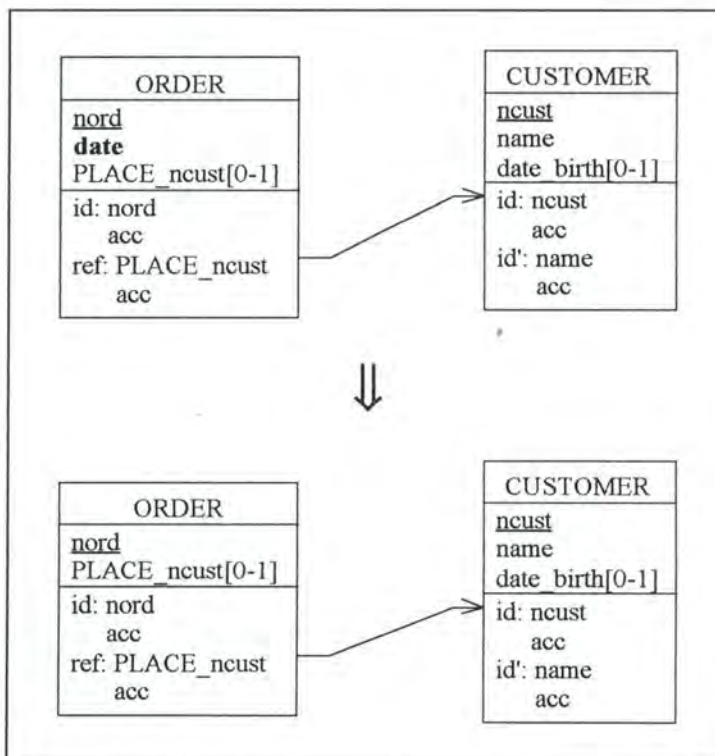 ORDER
nord
date
PLACE_ncust[0-1]
id: nord
acc
ref: PLACE_ncust
acc
CUSTOMER
ncust
name
date_birth[0-1]
id: ncust
acc
id': name
acc
⇓
ORDER
nord
PLACE_ncust[0-1]
id: nord
acc
ref: PLACE_ncust
acc
CUSTOMER
ncust
name
date_birth[0-1]
id: ncust
acc
id': name
acc